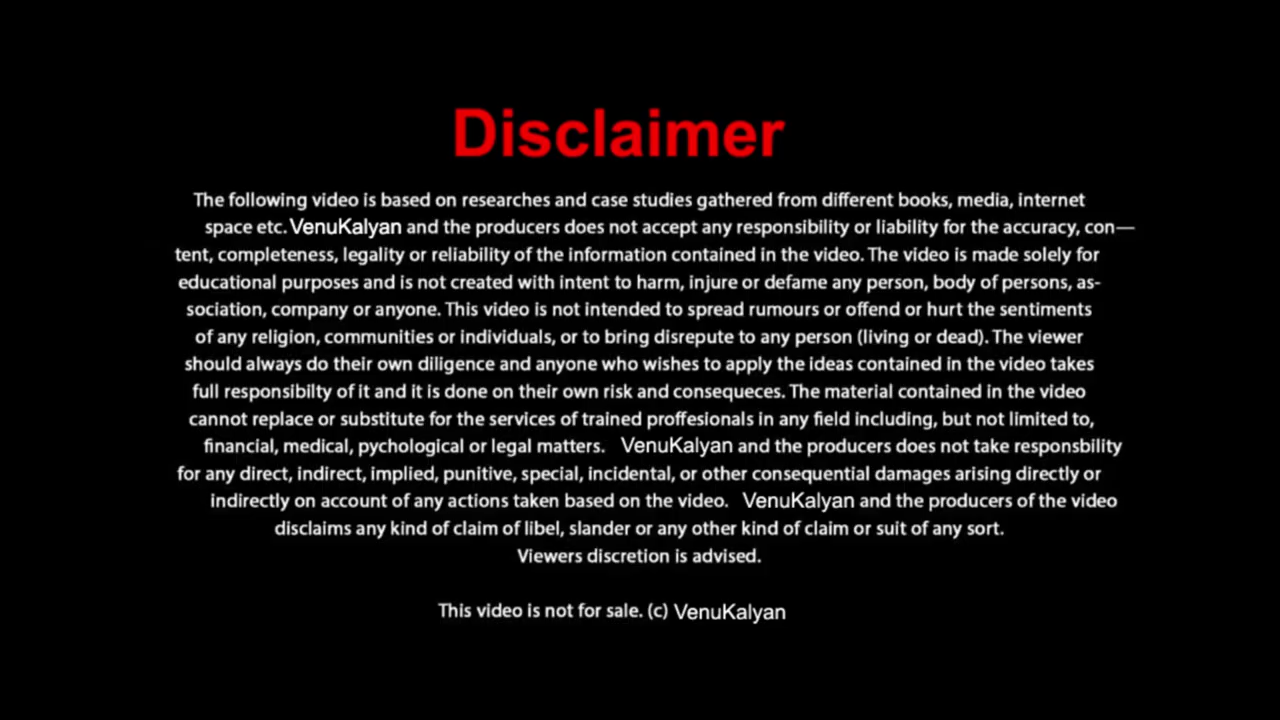 Disclaimer
The following video is based on researches and case studies gathered from different books, media, internet
space etc. VenuKalyan and the producers does not accept any responsibility or liability for the accuracy, con—
tent, completeness, legality or reliability of the information contained in the video. The video is made solely for
educational purposes and is not created with intent to harm, injure or defame any person, body of persons, as-
sociation, company or anyone. This video is not intended to spread rumours or offend or hurt the sentiments
of any religion, communities or individuals, or to bring disrepute to any person (living or dead). The viewer
should always do their own diligence and anyone who wishes to apply the ideas contained in the video takes
full responsibilty of it and it is done on their own risk and consequeces. The material contained in the video
cannot replace or substitute for the services of trained proffesionals in any field including, but not limited to,
financial, medical, pychological or legal matters. VenuKalyan and the producers does not take responsbility
for any direct, indirect, implied, punitive, special, incidental, or other consequential damages arising directly or
indirectly on account of any actions taken based on the video. VenuKalyan and the producers of the video
disclaims any kind of claim of libel, slander or any other kind of claim or suit of any sort.
Viewers discretion is advised.
This video is not for sale. (c) VenuKalyan